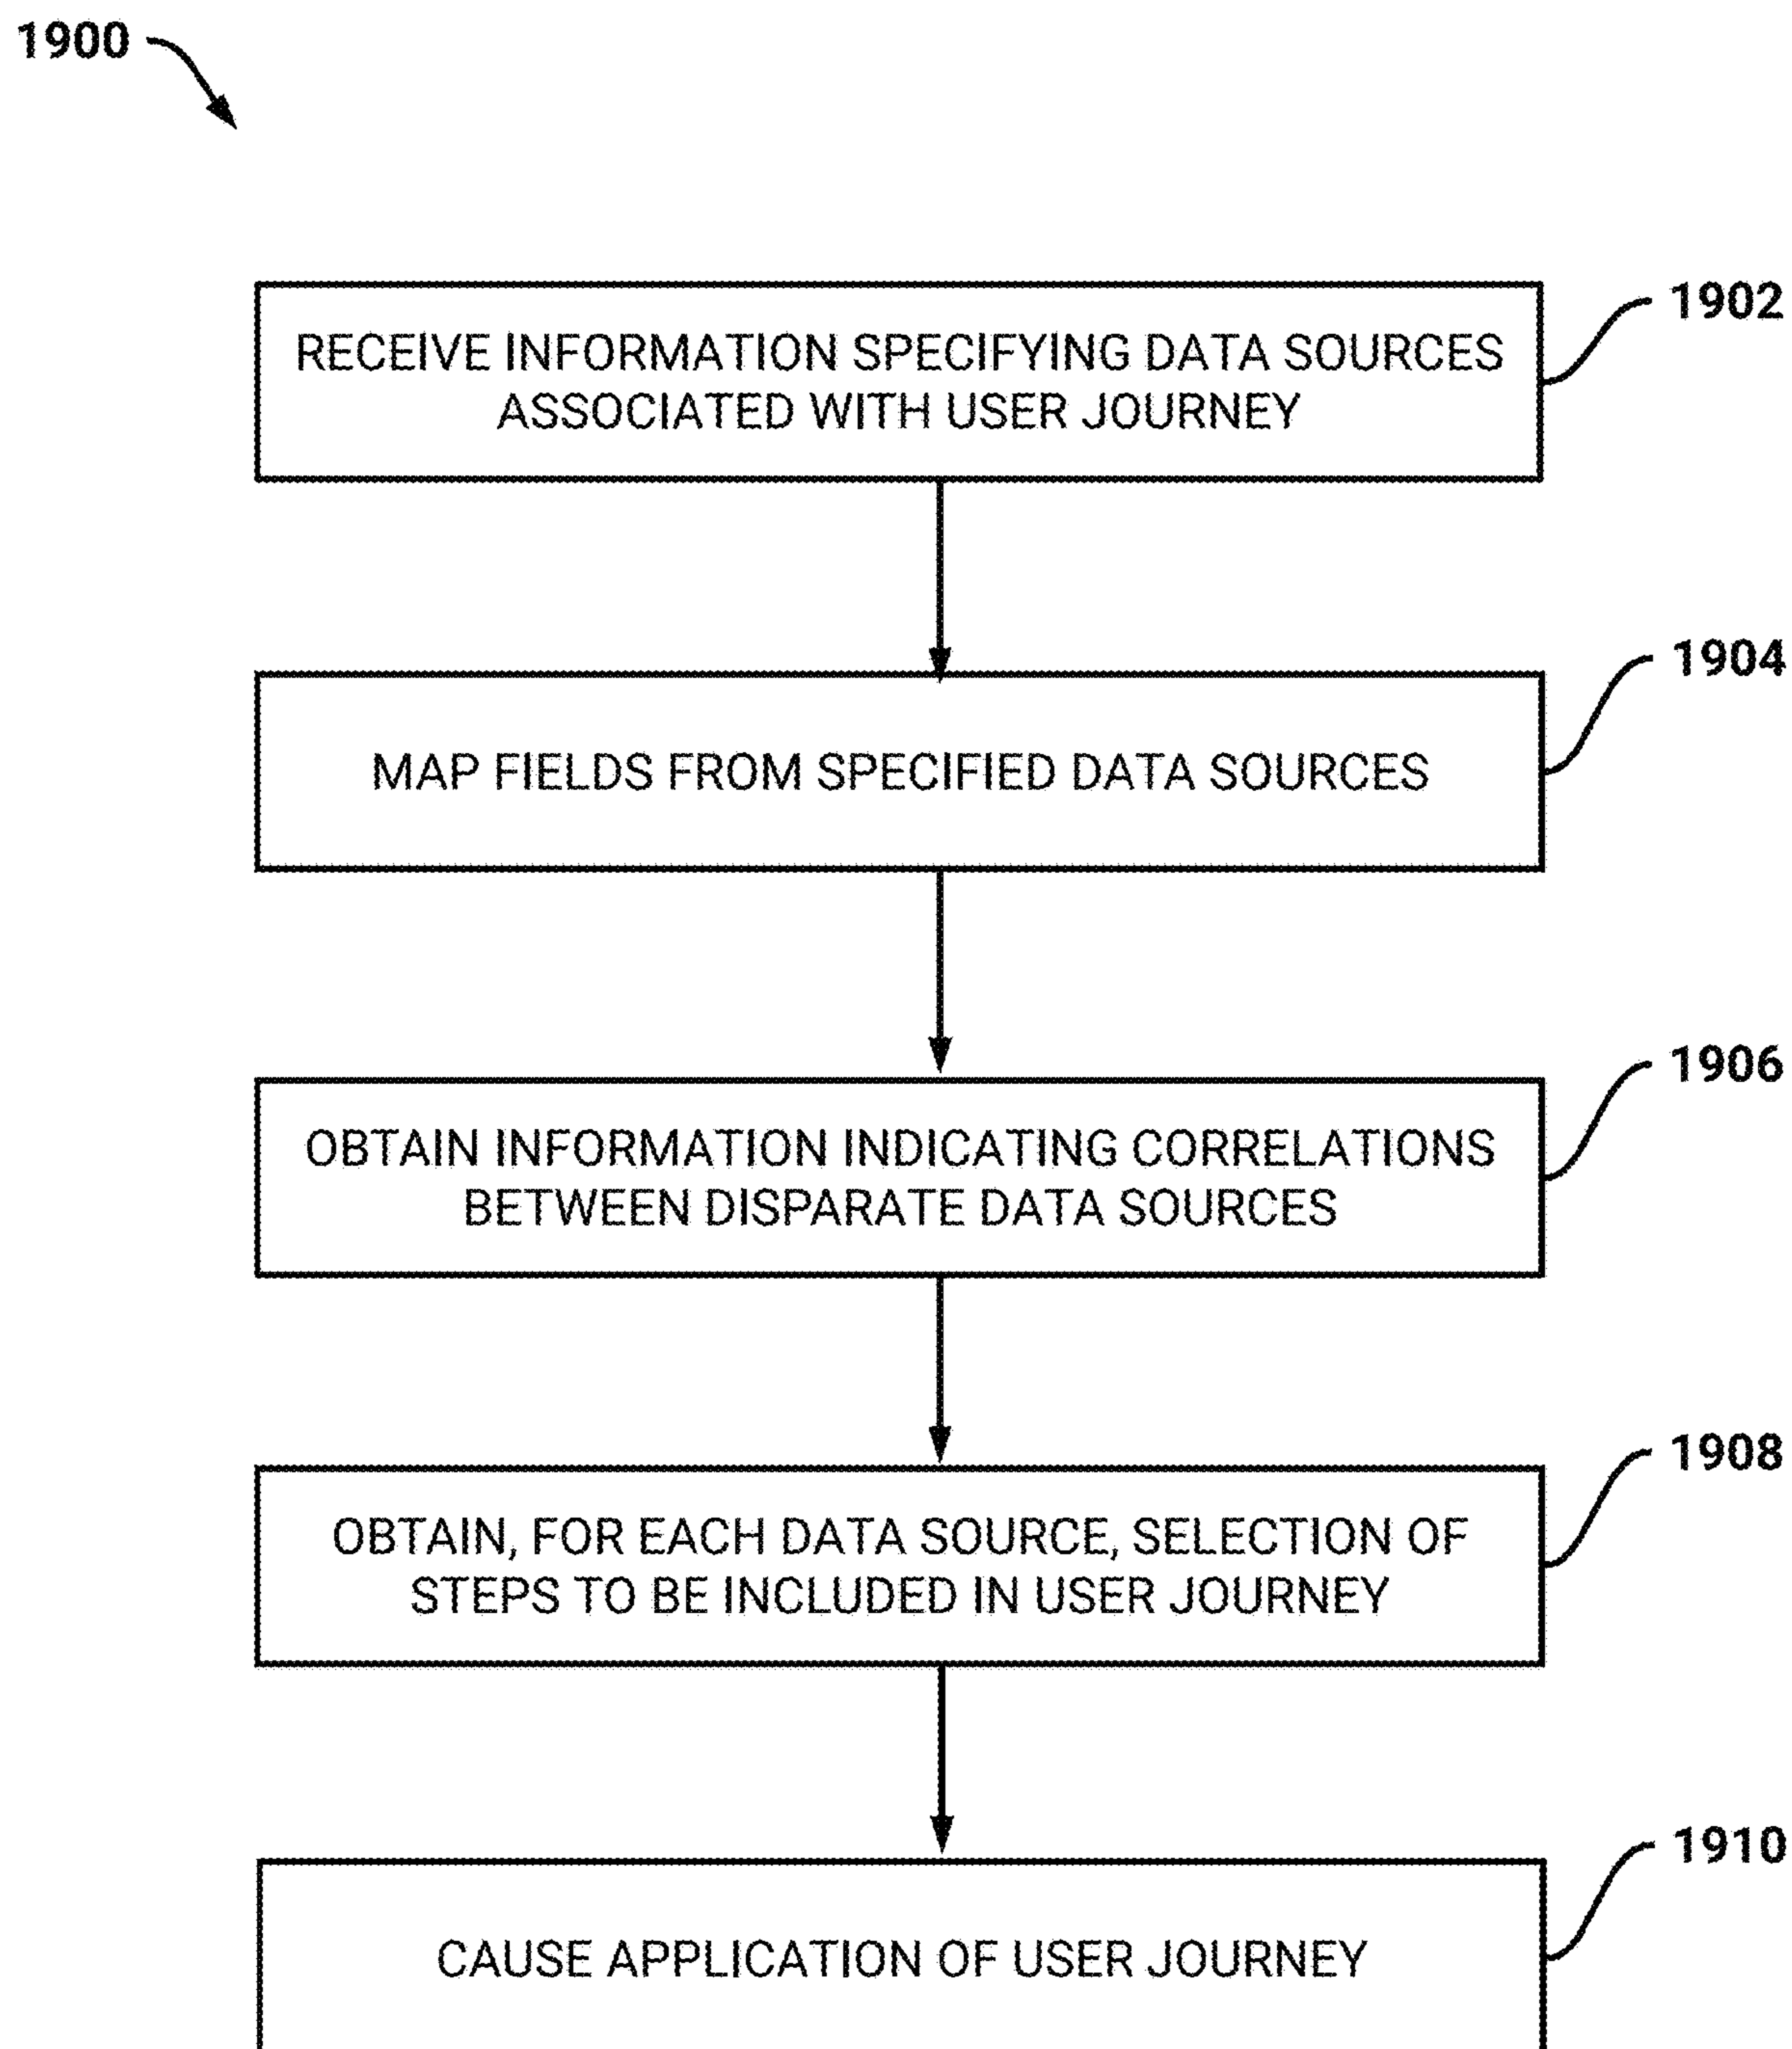 1900
1902
RECEIVE INFORMATION SPECIFYING DATA SOURCES
ASSOCIATED WITH USER JOURNEY
1904
MAP FIELDS FROM SPECIFIED DATA SOURCES
1906
OBTAIN INFORMATION INDICATING CORRELATIONS
BETWEEN DISPARATE DATA SOURCES
1908
OBTAIN, FOR EACH DATA SOURCE, SELECTION OF
STEPS TO BE INCLUDED IN USER JOURNEY
1910
CAUSE APPLICATION OF USER JOURNEY